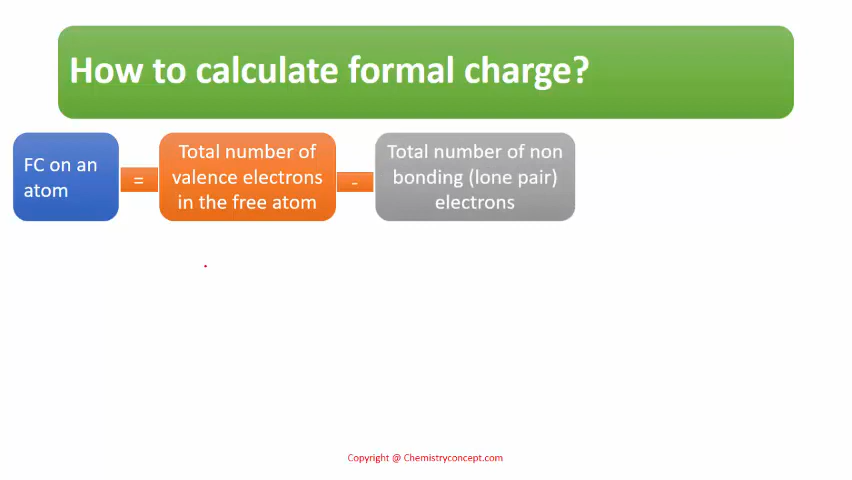 How to calculate formal charge?
FC on an
atom
=
Total number of
valence electrons
in the free atom
-
Total number of non
bonding (lone pair)
electrons
Copyright @ Chemistryconcept.com